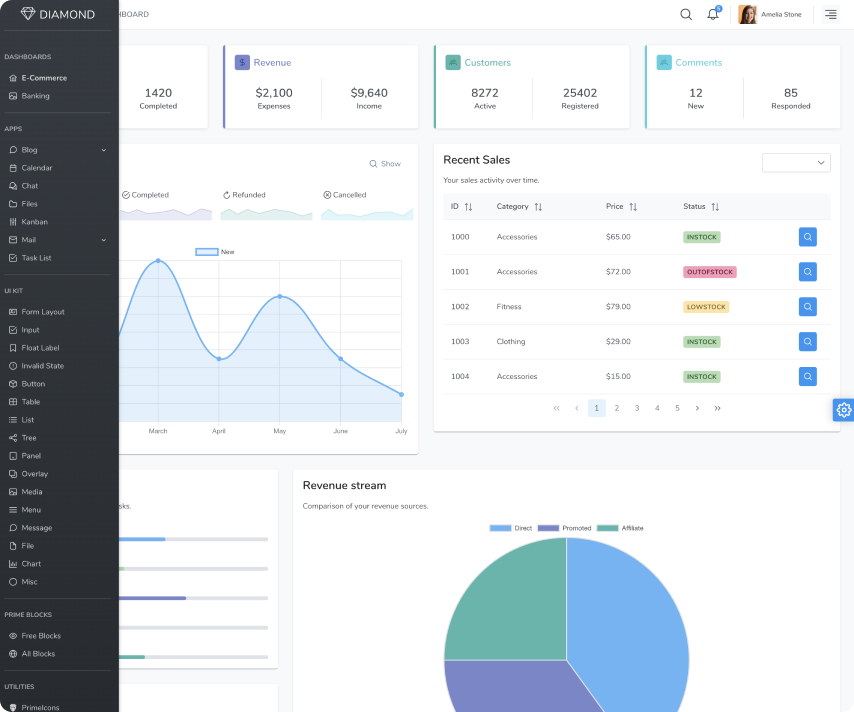 DIAMOND
DASHBOARDS
E-Commerce
Banking
APPS
Blog
Calendar
Chat
Files
Kanban
Mail
Task List
UI KIT
Form Layout
Input
Float Label
Invalid State
Button
Table
List
Tree
Panel
Overlay
Media
Menu
Message
File
Chart
Misc
PRIME BLOCKS
Free Blocks
All Blocks
UTILITIES
PrimeIcons
HBOARD
5
Amelia Stone
1420
Completed
Revenue
$2,100
Expenses
$9,640
Income
Customers
8272
Active
25402
Registered
Comments
12
New
85
Responded
Show
Completed
Refunded
Cancelled
New
March April May June July
Recent Sales
Your sales activity over time.
ID Category Price Status
1000 Accessories $65.00 INSTOCK
1001 Accessories $72.00 OUTOFSTOCK
1002 Fitness $79.00 LOWSTOCK
1003 Clothing $29.00 INSTOCK
1004 Accessories $15.00 INSTOCK
« ‹ 1 2 3 4 5 › »
sks.
Revenue stream
Comparison of your revenue sources.
Direct Promoted Affiliate